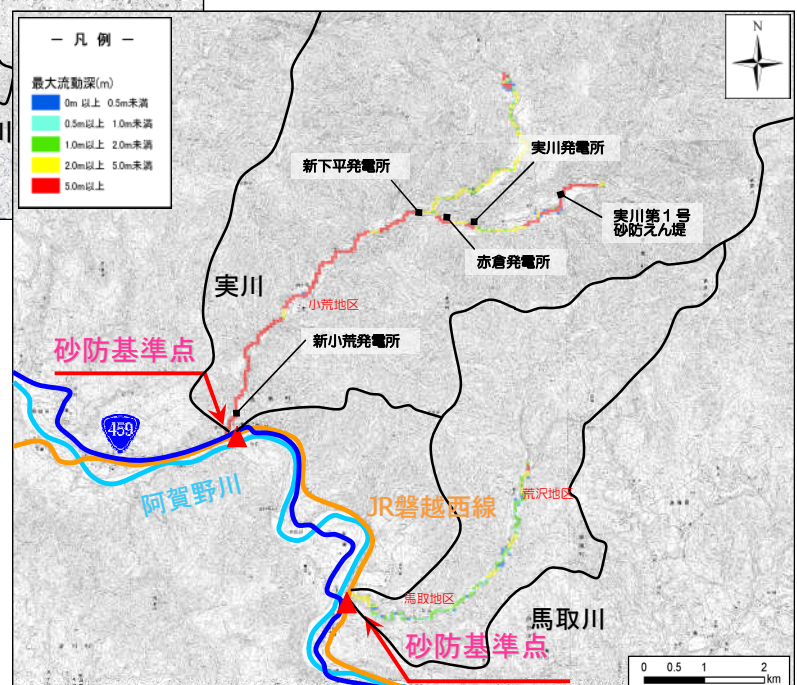 川
－ 凡 例 －
最大流動深(m)
0m 以上 0.5m未満
0.5m以上 1.0m未満
1.0m以上 2.0m未満
2.0m以上 5.0m未満
5.0m以上
N
新下平発電所
実川発電所
実川第１号
砂防えん堤
赤倉発電所
実川
小荒地区
新小荒発電所
砂防基準点
459
阿賀野川
JR磐越西線
荒沢地区
馬取地区
馬取川
砂防基準点
0 0.5 1 2
km